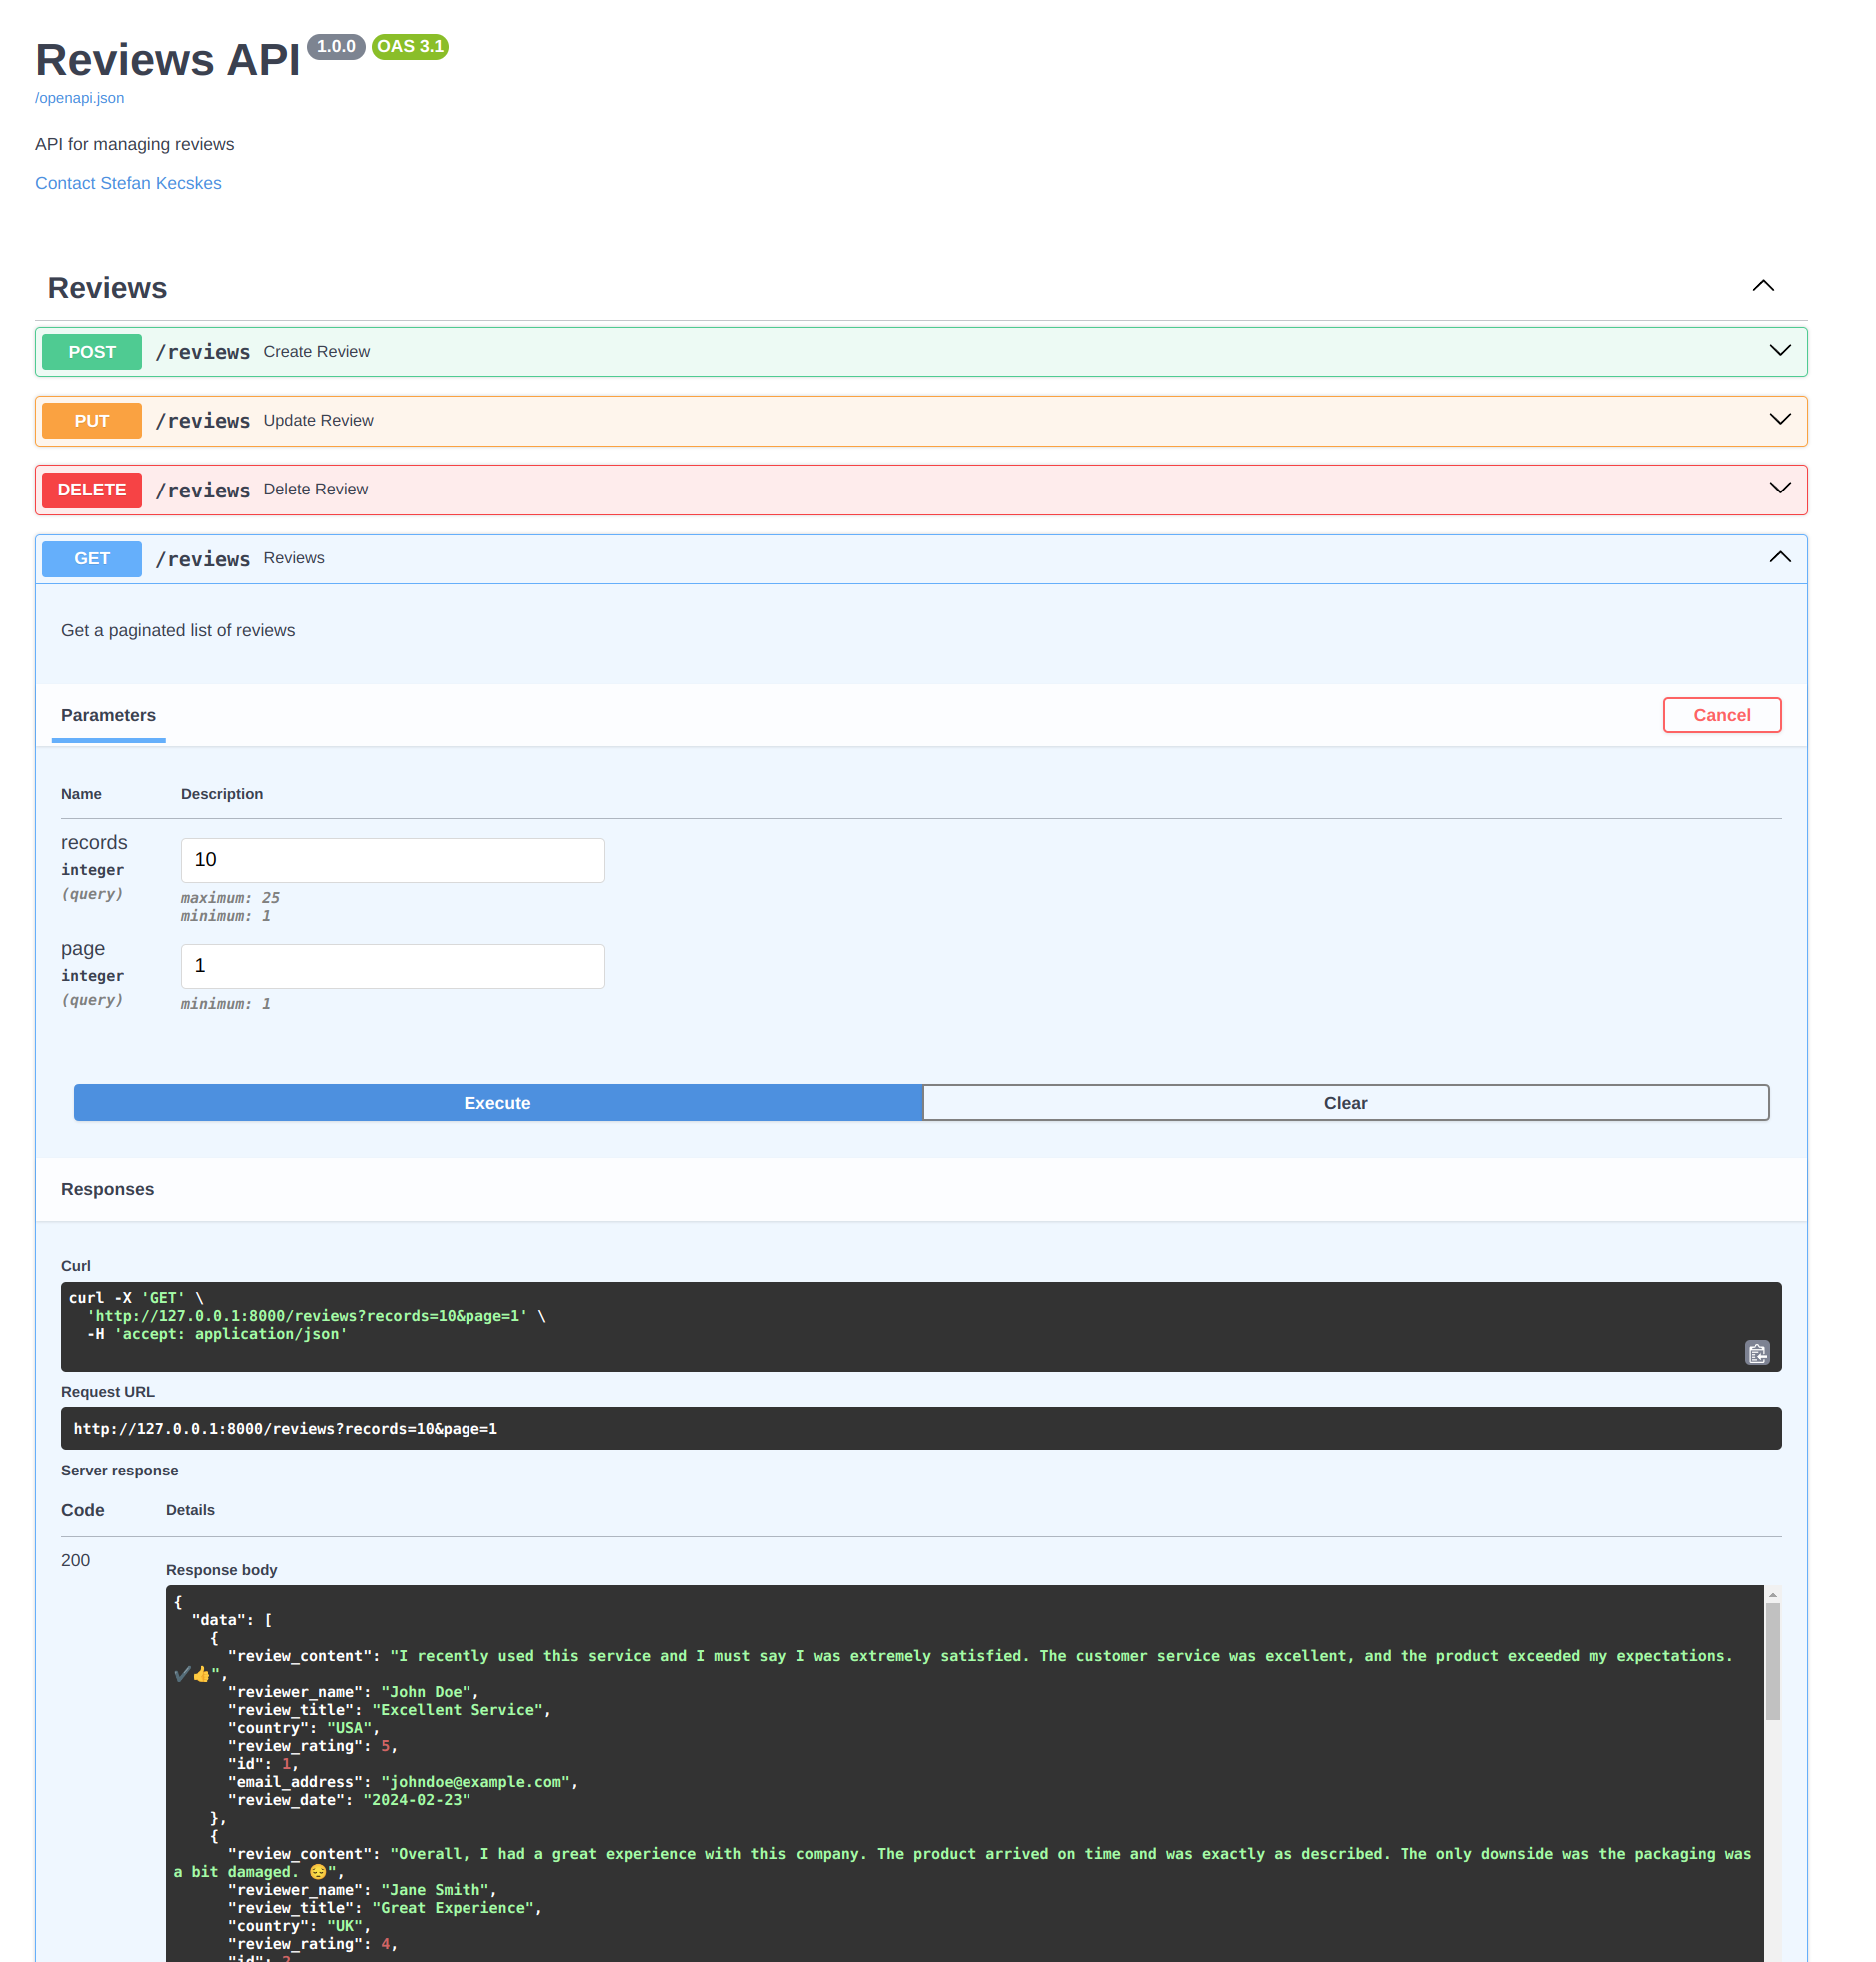 Reviews API 1.0.0 OAS 3.1
/openapi.json
API for managing reviews
Contact Stefan Kecskes
Reviews
POST /reviews Create Review
PUT /reviews Update Review
DELETE /reviews Delete Review
GET /reviews Reviews
Get a paginated list of reviews
Parameters Cancel
Name Description
records 10
integer
(query) maximum: 25
minimum: 1
page 1
integer
(query) minimum: 1
Execute Clear
Responses
Curl
curl -X 'GET' \
  'http://127.0.0.1:8000/reviews?records=10&page=1' \
  -H 'accept: application/json'
Request URL
http://127.0.0.1:8000/reviews?records=10&page=1
Server response
Code Details
200 Response body
{
  "data": [
    {
      "review_content": "I recently used this service and I must say I was extremely satisfied. The customer service was excellent, and the product exceeded my expectations.
✔️👍",
      "reviewer_name": "John Doe",
      "review_title": "Excellent Service",
      "country": "USA",
      "review_rating": 5,
      "id": 1,
      "email_address": "johndoe@example.com",
      "review_date": "2024-02-23"
    },
    {
      "review_content": "Overall, I had a great experience with this company. The product arrived on time and was exactly as described. The only downside was the packaging was
a bit damaged. 😔",
      "reviewer_name": "Jane Smith",
      "review_title": "Great Experience",
      "country": "UK",
      "review_rating": 4,
      "id": 2